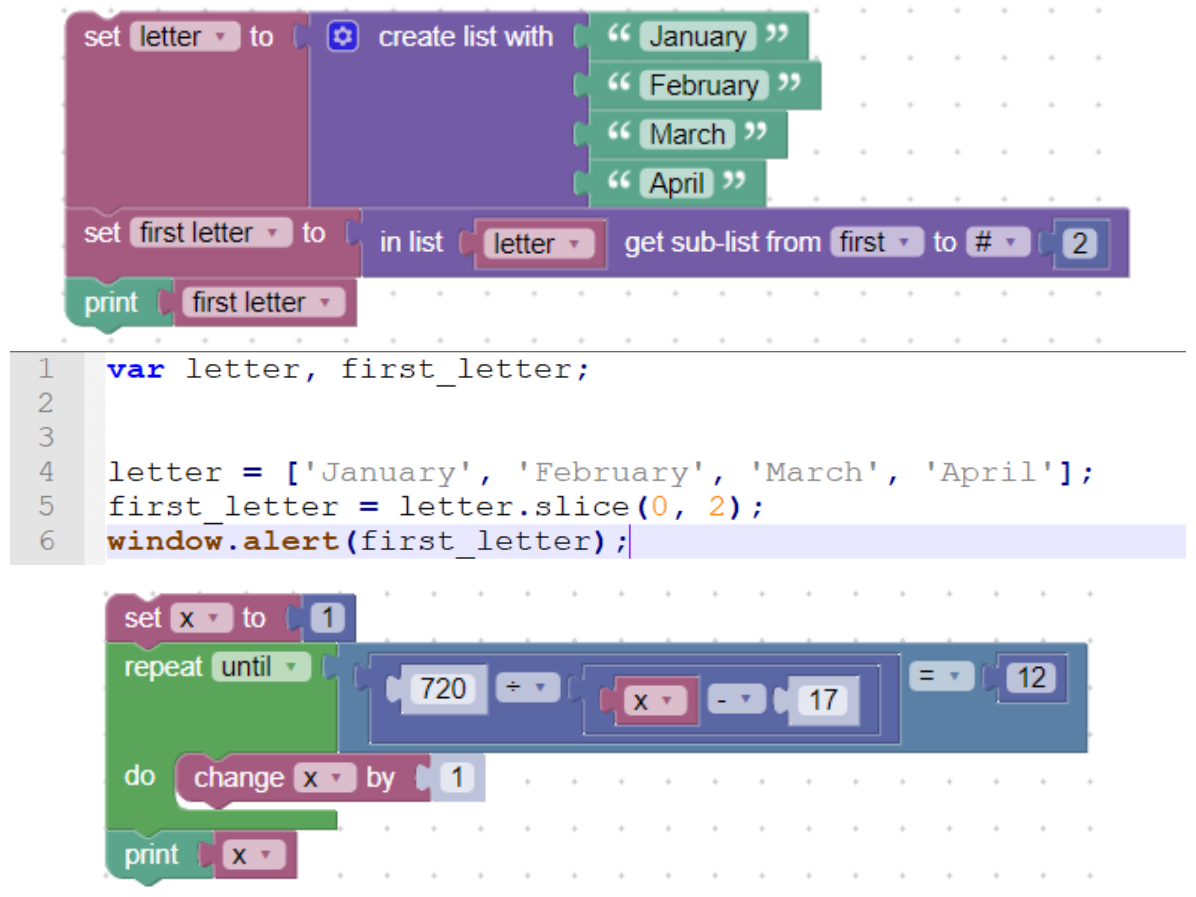 set letter to create list with “ January ”
“ February ”
“ March ”
“ April ”
set first letter to in list letter get sub-list from first to # 2
print first letter
1 var letter, first_letter;
2
3
4 letter = ['January', 'February', 'March', 'April'];
5 first_letter = letter.slice(0, 2);
6 window.alert(first_letter);
set x to 1
repeat until 720 ÷ x - 17 = 12
do change x by 1
print x